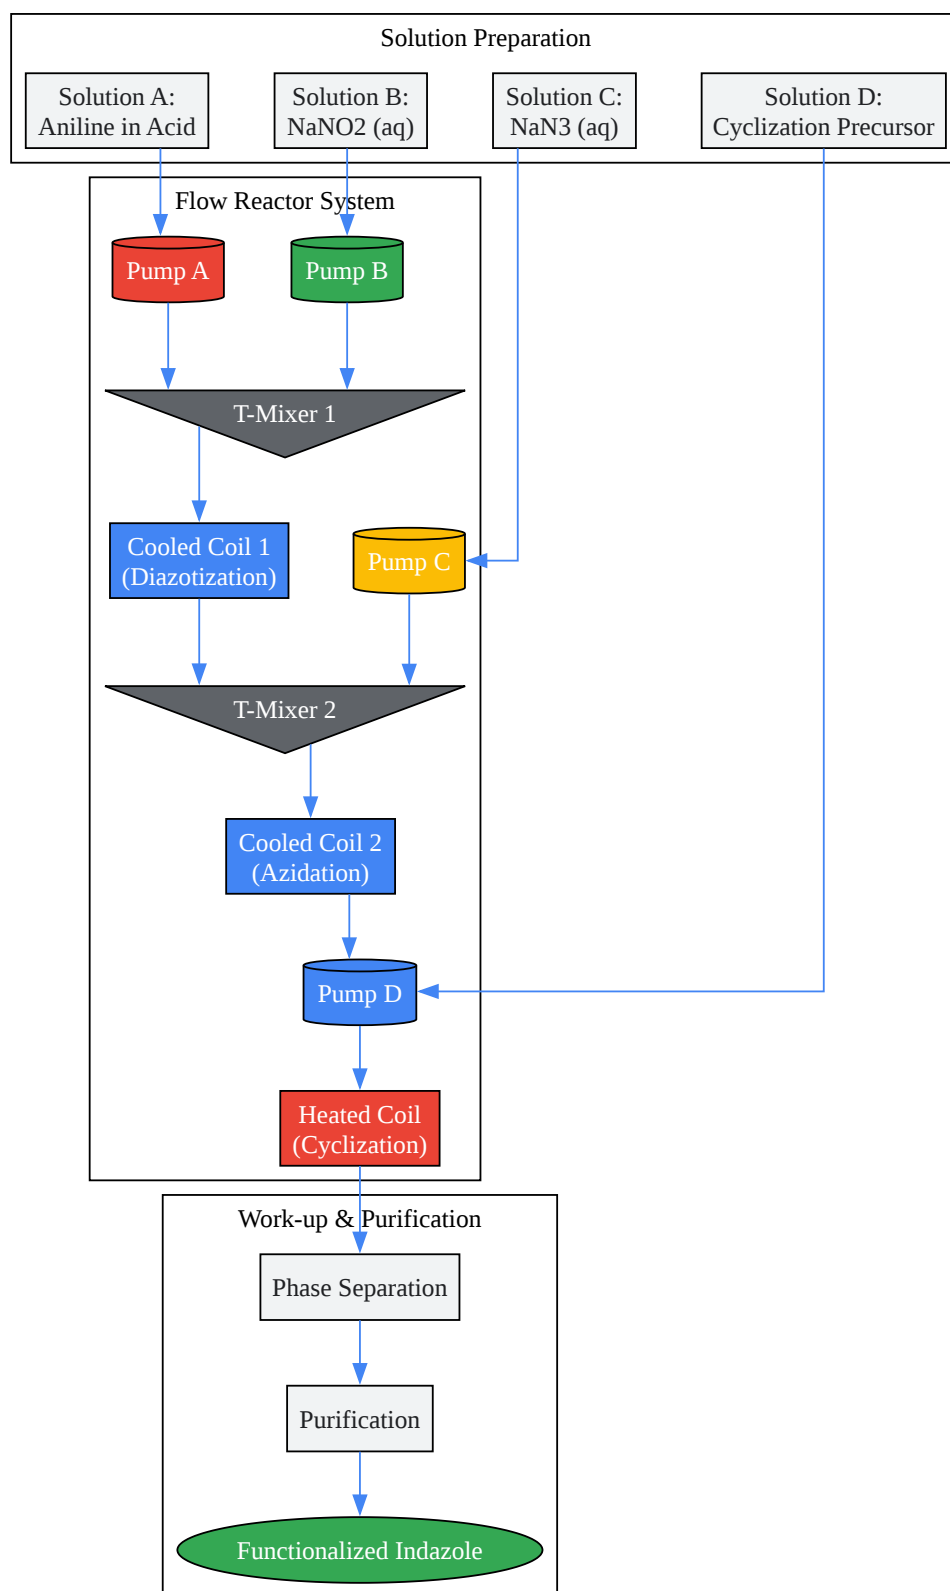 Solution Preparation
Solution A:
Aniline in Acid
Solution B:
NaNO2 (aq)
Solution C:
NaN3 (aq)
Solution D:
Cyclization Precursor
Flow Reactor System
Pump A
Pump B
T-Mixer 1
Cooled Coil 1
(Diazotization)
Pump C
T-Mixer 2
Cooled Coil 2
(Azidation)
Pump D
Heated Coil
(Cyclization)
Work-up & Purification
Phase Separation
Purification
Functionalized Indazole